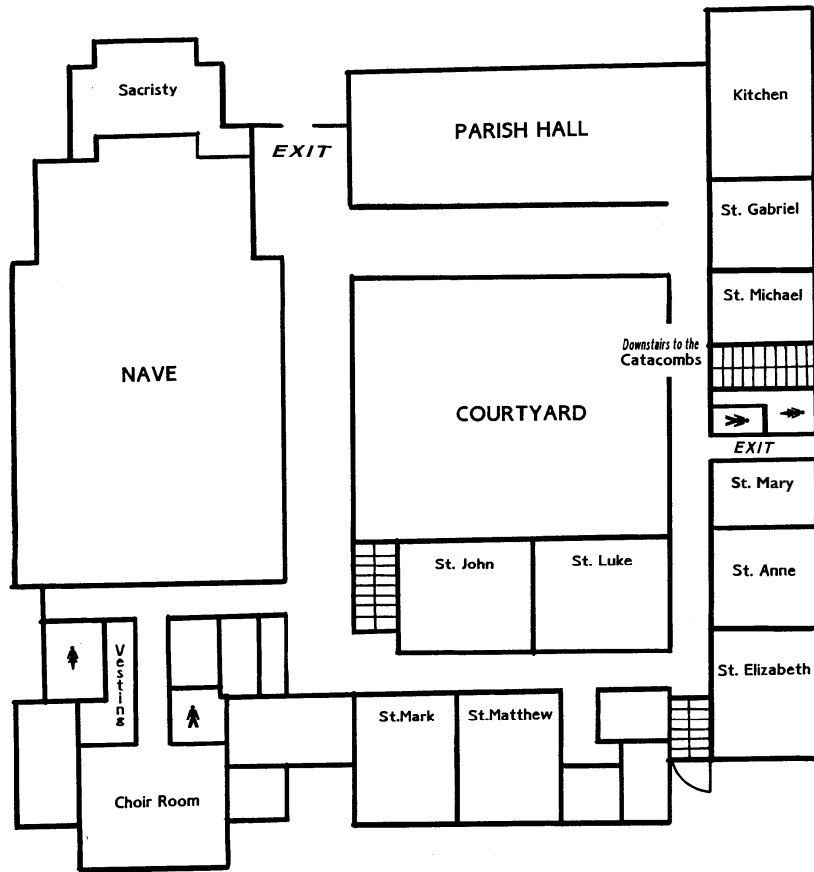 Sacristy
EXIT
PARISH HALL
Kitchen
St. Gabriel
St. Michael
Downstairs to the
Catacombs
NAVE
COURTYARD
EXIT
St. Mary
St. John
St. Luke
St. Anne
Vesting
St. Elizabeth
St.Mark
St.Matthew
Choir Room